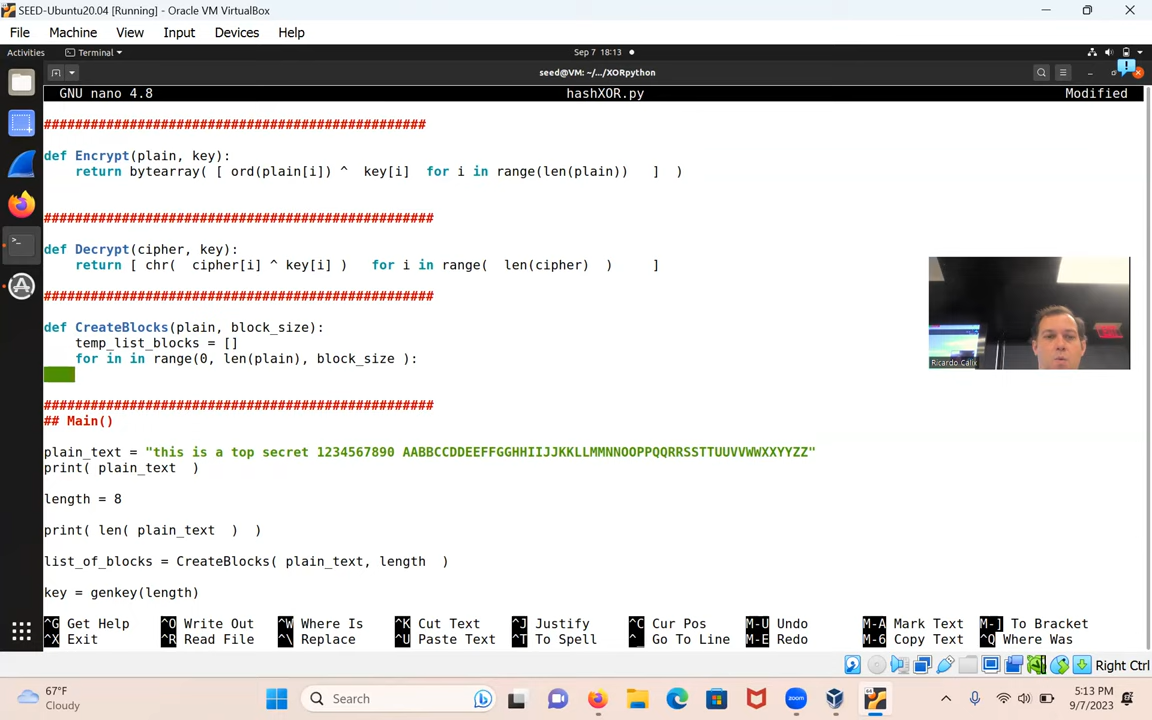 SEED-Ubuntu20.04 [Running] - Oracle VM VirtualBox
File Machine View Input Devices Help
Activities Terminal Sep 7 18:13
seed@VM: ~/.../XORpython
GNU nano 4.8 hashXOR.py Modified
#################################################
def Encrypt(plain, key):
return bytearray( [ ord(plain[i]) ^  key[i]  for i in range(len(plain))   ]  )
##################################################
def Decrypt(cipher, key):
return [ chr(  cipher[i] ^ key[i] )   for i in range(  len(cipher)  )     ]
##################################################
def CreateBlocks(plain, block_size):
temp_list_blocks = []
for in in range(0, len(plain), block_size ):
##################################################
## Main()
plain_text = "this is a top secret 1234567890 AABBCCDDEEFFGGHHIIJJKKLLMMNNOOPPQQRRSSTTUUVVWWXXYYZZ"
print( plain_text  )
length = 8
print( len( plain_text  )  )
list_of_blocks = CreateBlocks( plain_text, length  )
key = genkey(length)
^G Get Help ^O Write Out ^W Where Is ^K Cut Text ^J Justify ^C Cur Pos M-U Undo M-A Mark Text M-] To Bracket
^X Exit ^R Read File ^\ Replace ^U Paste Text ^T To Spell ^_ Go To Line M-E Redo M-6 Copy Text ^Q Where Was
Ricardo Calix
Right Ctrl
67°F
Cloudy
Search
5:13 PM
9/7/2023